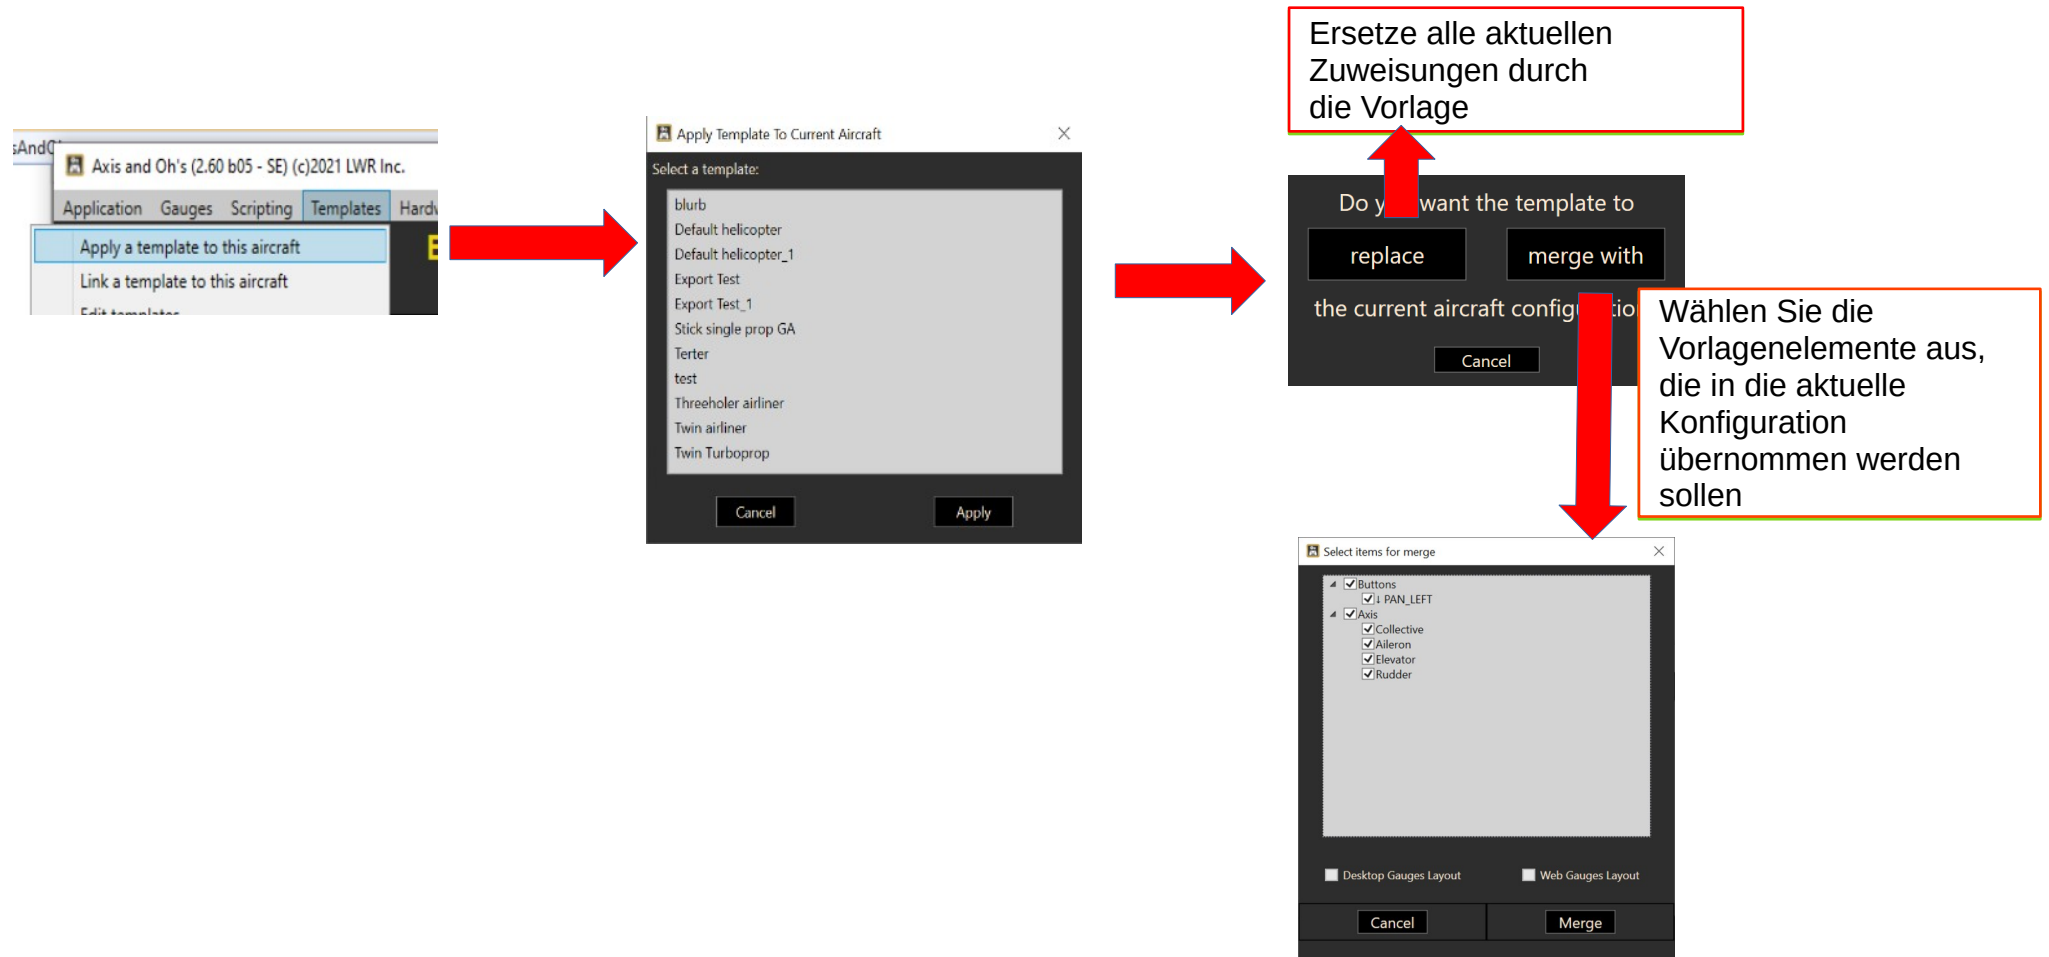 Ersetze alle aktuellen
Zuweisungen durch
die Vorlage
Axis and Oh's (2.60 b05 - SE) (c)2021 LWR Inc.
Application Gauges Scripting Templates
Apply a template to this aircraft
Link a template to this aircraft
Edit templates
Apply Template To Current Aircraft
Select a template:
blurb
Default helicopter
Default helicopter_1
Export Test
Export Test_1
Stick single prop GA
Terter
test
Threeholer airliner
Twin airliner
Twin Turboprop
Cancel Apply
Do want the template to
replace merge with
the current aircraft
Cancel
Wählen Sie die
Vorlagenelemente aus,
die in die aktuelle
Konfiguration
übernommen werden
sollen
Select items for merge
Buttons
↓ PAN_LEFT
Axis
Collective
Aileron
Elevator
Rudder
Desktop Gauges Layout Web Gauges Layout
Cancel Merge